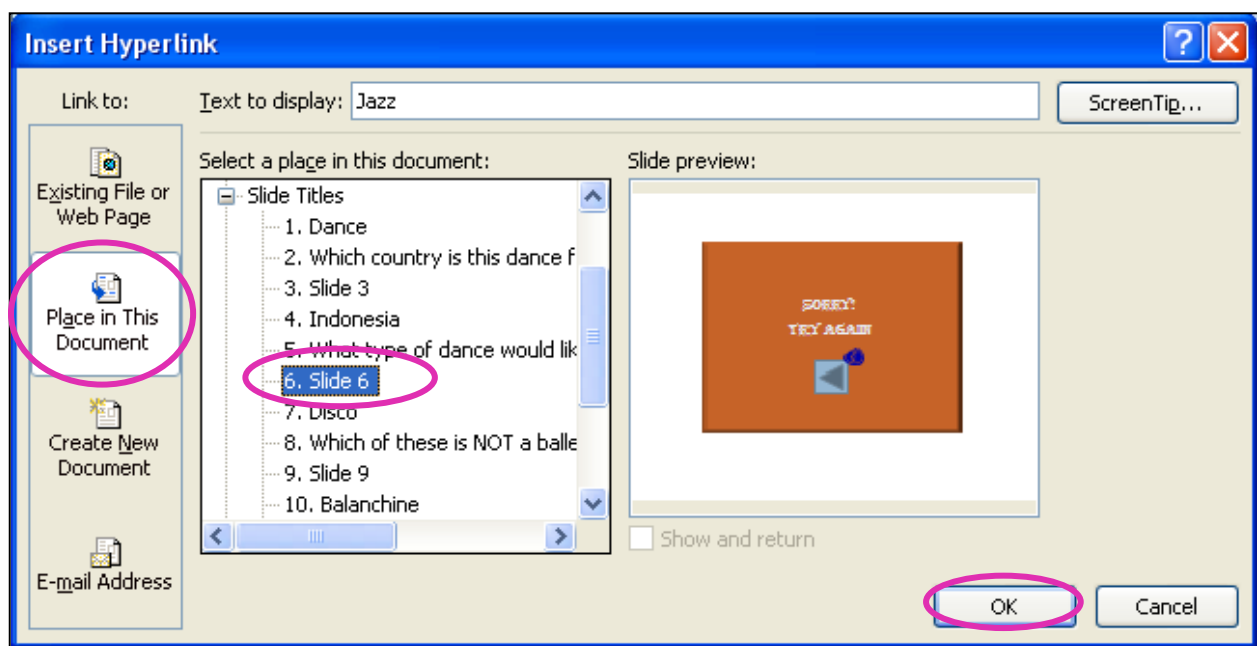 Insert Hyperlink
Link to:
Text to display: Jazz
ScreenTip...
Existing File or
Web Page
Place in This
Document
Create New
Document
E-mail Address
Select a place in this document:
Slide Titles
1. Dance
2. Which country is this dance f
3. Slide 3
4. Indonesia
5. What type of dance would lik
6. Slide 6
7. Disco
8. Which of these is NOT a balle
9. Slide 9
10. Balanchine
Slide preview:
SORRY!
TRY AGAIN
Show and return
OK
Cancel